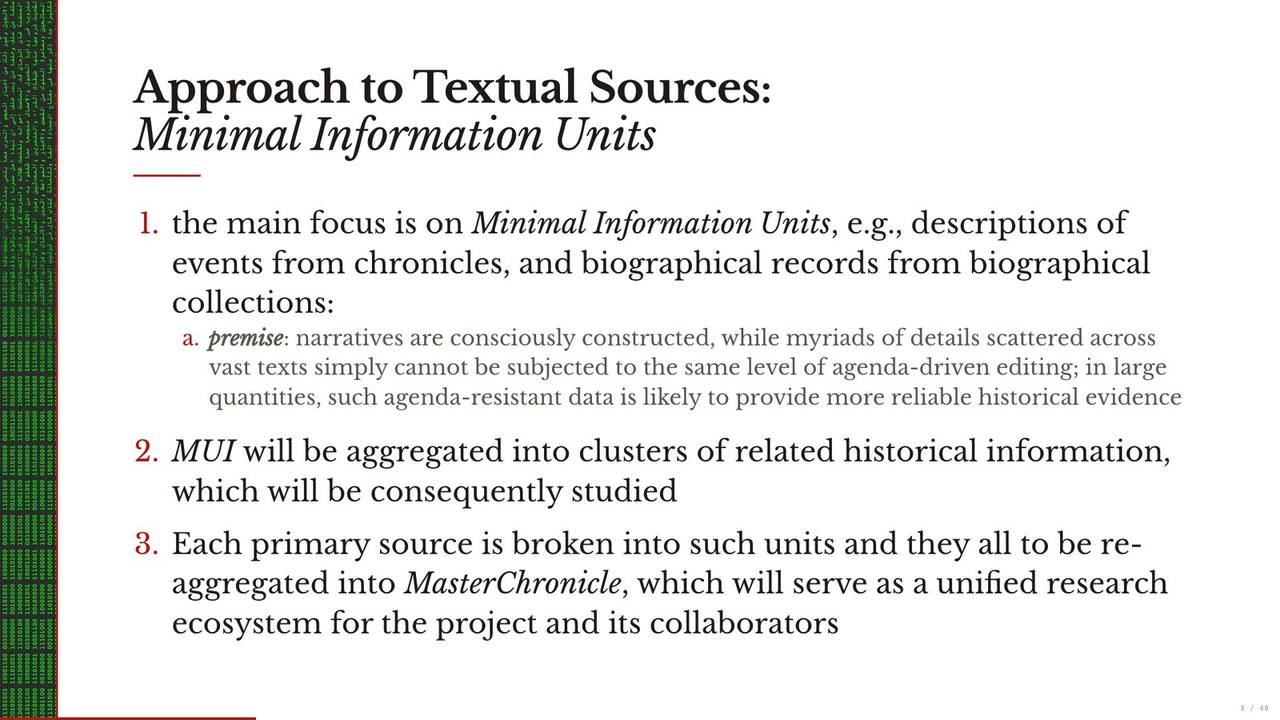 Approach to Textual Sources:
Minimal Information Units
1. the main focus is on Minimal Information Units, e.g., descriptions of
events from chronicles, and biographical records from biographical
collections:
a. premise: narratives are consciously constructed, while myriads of details scattered across
vast texts simply cannot be subjected to the same level of agenda-driven editing; in large
quantities, such agenda-resistant data is likely to provide more reliable historical evidence
2. MUI will be aggregated into clusters of related historical information,
which will be consequently studied
3. Each primary source is broken into such units and they all to be re-
aggregated into MasterChronicle, which will serve as a unified research
ecosystem for the project and its collaborators
8 / 40